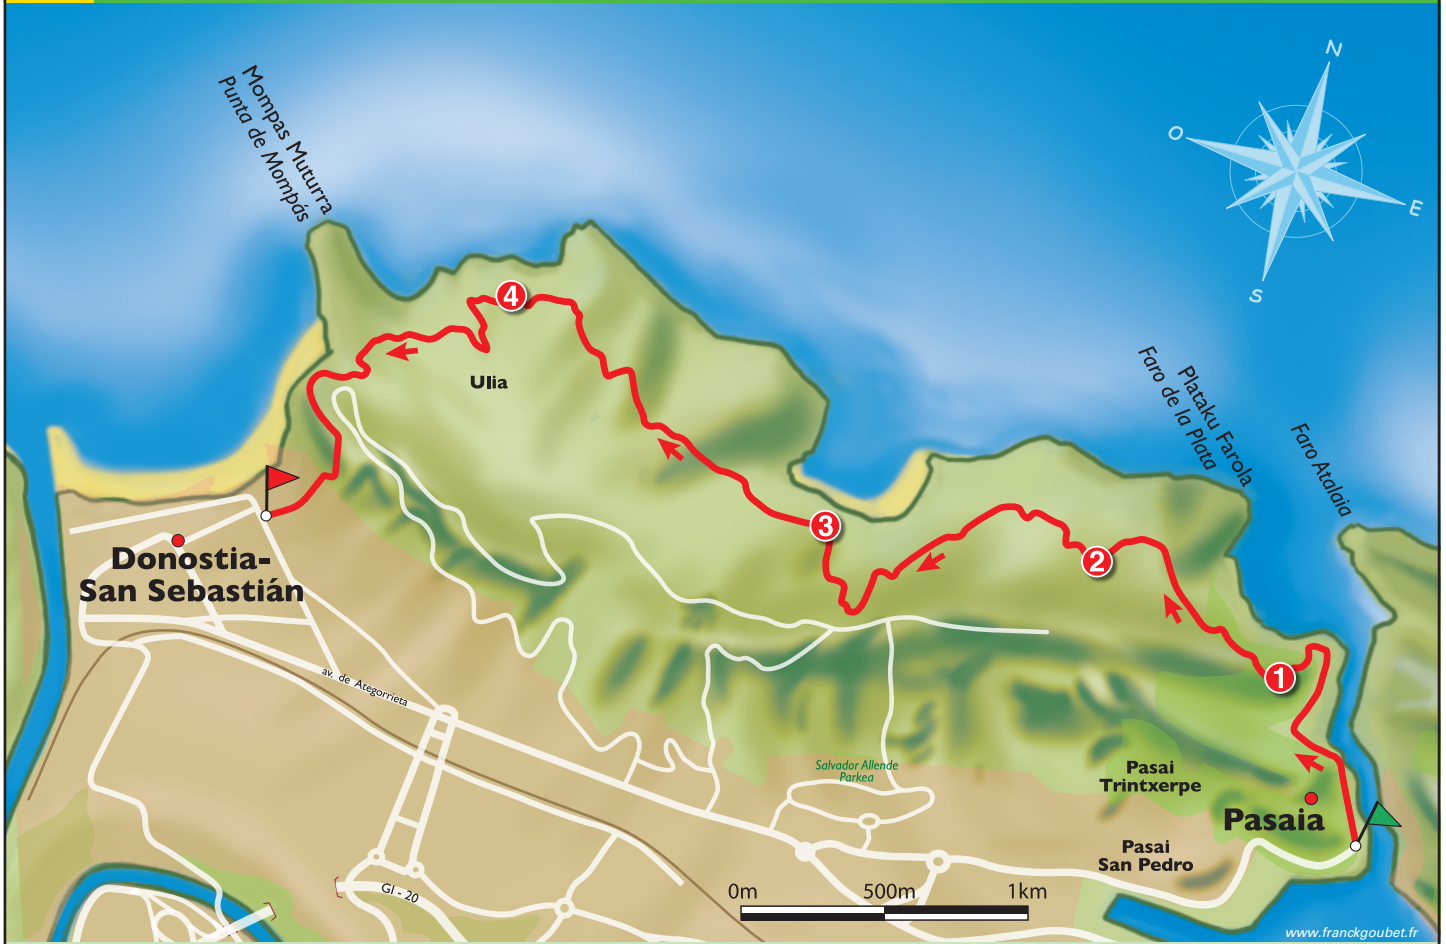 N
O
E
S
Mompas Muturra
Punta de Mompás
Plataku Farola
Faro de la Plata
Faro Atalaia
4
Ulia
3
2
1
Donostia-
San Sebastián
av. de Ategorrieta
Salvador Allende
Parkea
Pasai
Trintxerpe
Pasaia
Pasai
San Pedro
GI - 20
0m 500m 1km
www.franckgoubet.fr